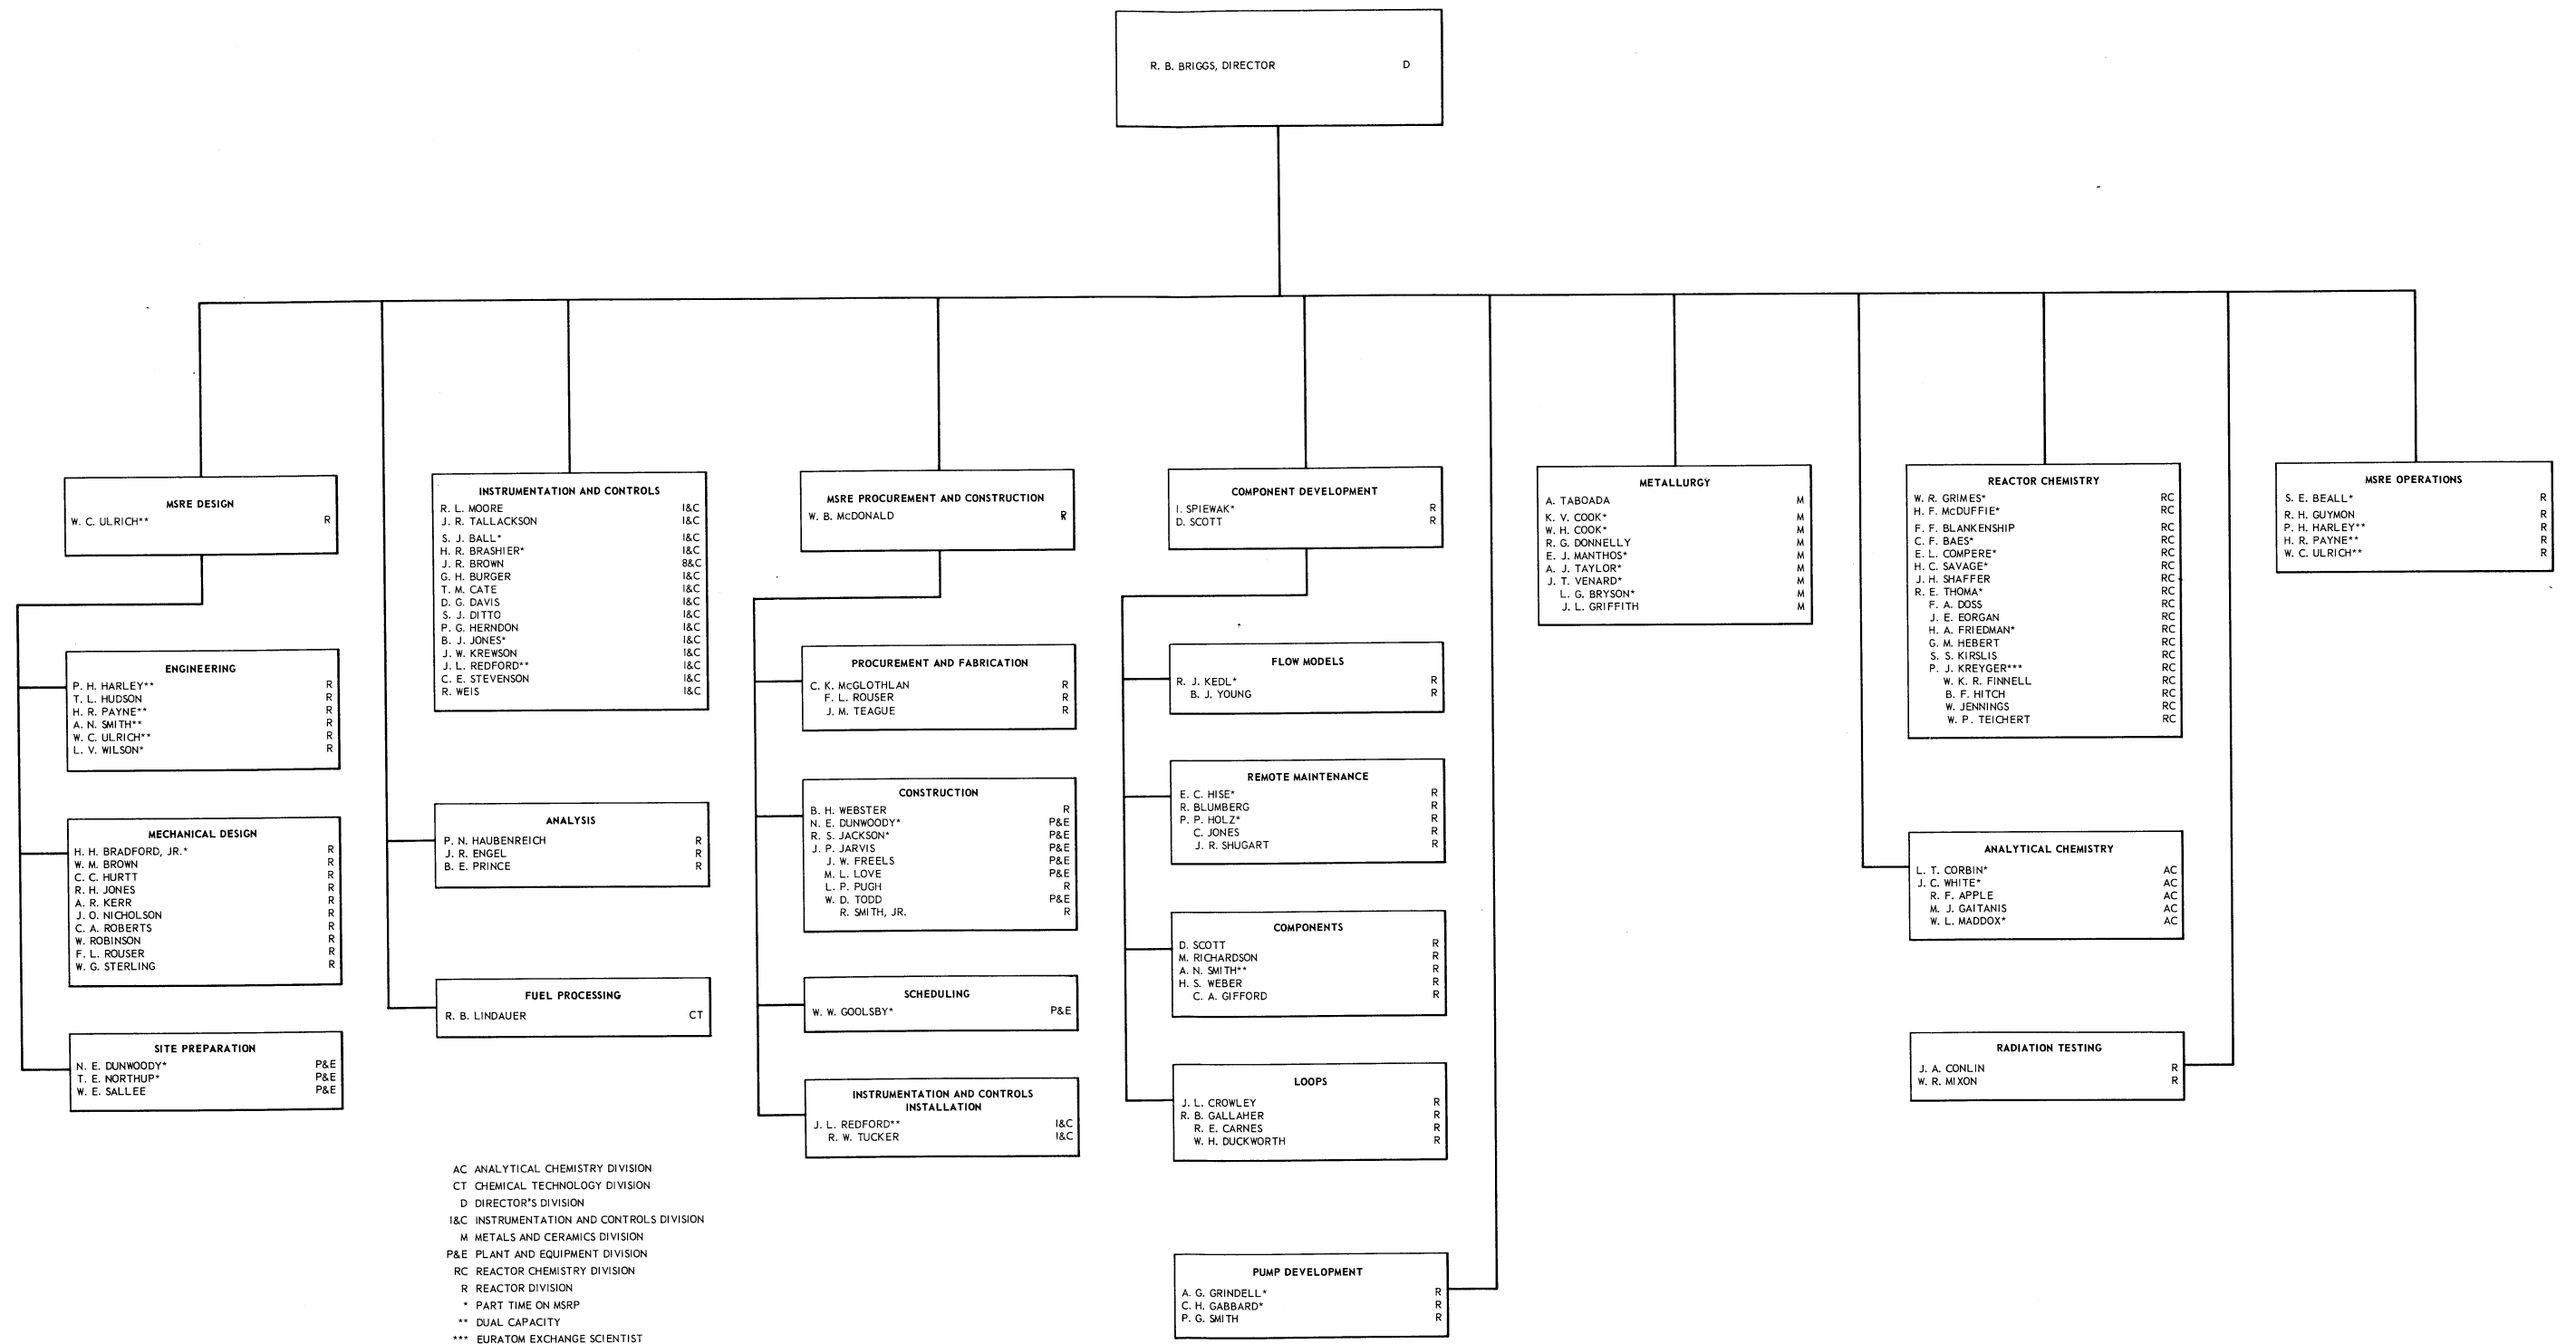 R. B. BRIGGS, DIRECTOR D
MSRE DESIGN
W. C. ULRICH** R
ENGINEERING
P. H. HARLEY** R
T. L. HUDSON R
H. R. PAYNE** R
A. N. SMITH** R
W. C. ULRICH** R
L. V. WILSON* R
MECHANICAL DESIGN
H. H. BRADFORD, JR.* R
W. M. BROWN R
C. C. HURTT R
R. H. JONES R
A. R. KERR R
J. O. NICHOLSON R
C. A. ROBERTS R
W. ROBINSON R
F. L. ROUSER R
W. G. STERLING R
SITE PREPARATION
N. E. DUNWOODY* P&E
T. E. NORTHUP* P&E
W. E. SALLEE P&E
INSTRUMENTATION AND CONTROLS
R. L. MOORE I&C
J. R. TALLACKSON I&C
S. J. BALL* I&C
H. R. BRASHIER* I&C
J. R. BROWN 8&C
G. H. BURGER I&C
T. M. CATE I&C
D. G. DAVIS I&C
S. J. DITTO I&C
P. G. HERNDON I&C
B. J. JONES* I&C
J. W. KREWSON I&C
J. L. REDFORD** I&C
C. E. STEVENSON I&C
R. WEIS I&C
ANALYSIS
P. N. HAUBENREICH R
J. R. ENGEL R
B. E. PRINCE R
FUEL PROCESSING
R. B. LINDAUER CT
MSRE PROCUREMENT AND CONSTRUCTION
W. B. McDONALD R
PROCUREMENT AND FABRICATION
C. K. McGLOTHLAN R
F. L. ROUSER R
J. M. TEAGUE R
CONSTRUCTION
B. H. WEBSTER R
N. E. DUNWOODY* P&E
R. S. JACKSON* P&E
J. P. JARVIS P&E
J. W. FREELS P&E
M. L. LOVE P&E
L. P. PUGH R
W. D. TODD P&E
R. SMITH, JR. R
SCHEDULING
W. W. GOOLSBY* P&E
INSTRUMENTATION AND CONTROLS
INSTALLATION
J. L. REDFORD** I&C
R. W. TUCKER I&C
COMPONENT DEVELOPMENT
I. SPIEWAK* R
D. SCOTT R
FLOW MODELS
R. J. KEDL* R
B. J. YOUNG R
REMOTE MAINTENANCE
E. C. HISE* R
R. BLUMBERG R
P. P. HOLZ* R
C. JONES R
J. R. SHUGART R
COMPONENTS
D. SCOTT R
M. RICHARDSON R
A. N. SMITH** R
H. S. WEBER R
C. A. GIFFORD R
LOOPS
J. L. CROWLEY R
R. B. GALLAHER R
R. E. CARNES R
W. H. DUCKWORTH R
PUMP DEVELOPMENT
A. G. GRINDELL* R
C. H. GABBARD* R
P. G. SMITH R
METALLURGY
A. TABOADA M
K. V. COOK* M
W. H. COOK* M
R. G. DONNELLY M
E. J. MANTHOS* M
A. J. TAYLOR* M
J. T. VENARD* M
L. G. BRYSON* M
J. L. GRIFFITH M
REACTOR CHEMISTRY
W. R. GRIMES* RC
H. F. McDUFFIE* RC
F. F. BLANKENSHIP RC
C. F. BAES* RC
E. L. COMPERE* RC
H. C. SAVAGE* RC
J. H. SHAFFER RC
R. E. THOMA* RC
F. A. DOSS RC
J. E. EORGAN RC
H. A. FRIEDMAN* RC
G. M. HEBERT RC
S. S. KIRSLIS RC
P. J. KREYGER*** RC
W. K. R. FINNELL RC
B. F. HITCH RC
W. JENNINGS RC
W. P. TEICHERT RC
ANALYTICAL CHEMISTRY
L. T. CORBIN* AC
J. C. WHITE* AC
R. F. APPLE AC
M. J. GAITANIS AC
W. L. MADDOX* AC
RADIATION TESTING
J. A. CONLIN R
W. R. MIXON R
MSRE OPERATIONS
S. E. BEALL* R
R. H. GUYMON R
P. H. HARLEY** R
H. R. PAYNE** R
W. C. ULRICH** R
AC ANALYTICAL CHEMISTRY DIVISION
CT CHEMICAL TECHNOLOGY DIVISION
D DIRECTOR'S DIVISION
I&C INSTRUMENTATION AND CONTROLS DIVISION
M METALS AND CERAMICS DIVISION
P&E PLANT AND EQUIPMENT DIVISION
RC REACTOR CHEMISTRY DIVISION
R REACTOR DIVISION
* PART TIME ON MSRP
** DUAL CAPACITY
*** EURATOM EXCHANGE SCIENTIST